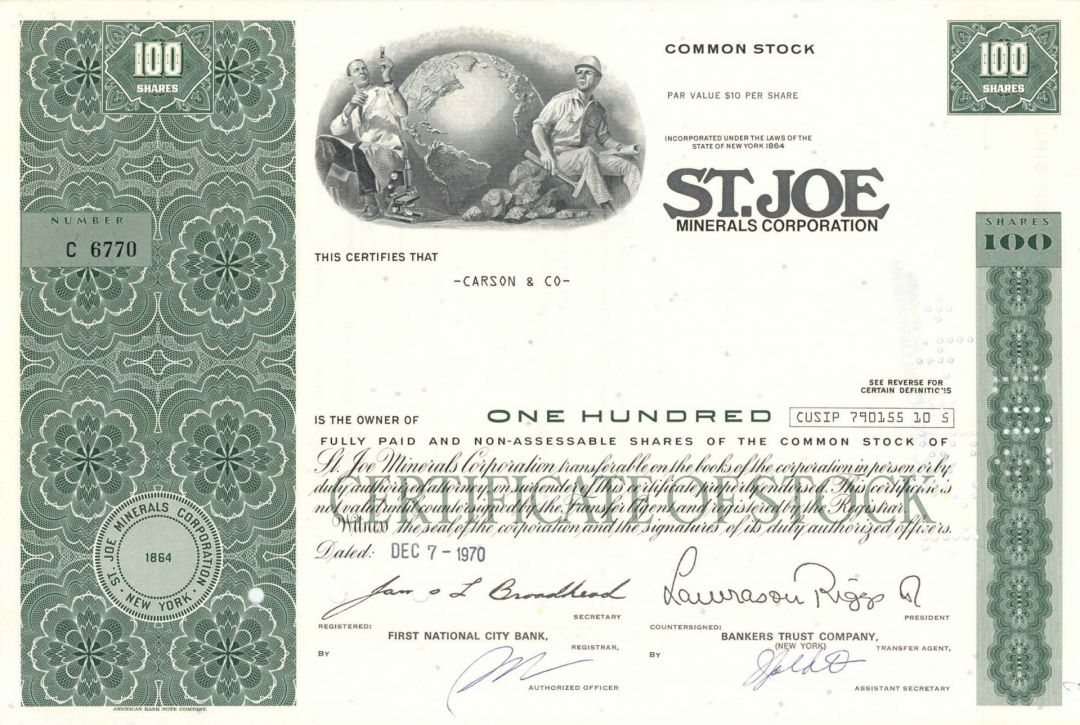 100
SHARES
COMMON STOCK
100
SHARES
PAR VALUE $10 PER SHARE
INCORPORATED UNDER THE LAWS OF THE
STATE OF NEW YORK 1864
ST. JOE
MINERALS CORPORATION
NUMBER
C 6770
SHARES
100
THIS CERTIFIES THAT
-CARSON & CO-
SEE REVERSE FOR
CERTAIN DEFINITIONS
IS THE OWNER OF
ONE HUNDRED
CUSIP 790155 10 5
FULLY PAID AND NON-ASSESSABLE SHARES OF THE COMMON STOCK OF
CERTIFICATE OF STOCK
St. Joe Minerals Corporation transferable on the books of the corporation in person or by
duly authorized attorney, upon surrender of this certificate properly endorsed. This certificate is
not valid until countersigned by the Transfer Agent and registered by the Registrar.
Witness the seal of the corporation and the signatures of its duly authorized officers.
Dated: DEC 7 - 1970
ST. JOE MINERALS CORPORATION
1864
NEW YORK
James L Broadhead
SECRETARY
Lawrason Riggs
PRESIDENT
REGISTERED:
FIRST NATIONAL CITY BANK,
REGISTRAR,
BY
AUTHORIZED OFFICER
COUNTERSIGNED:
BANKERS TRUST COMPANY,
(NEW YORK)
TRANSFER AGENT,
BY
ASSISTANT SECRETARY
AMERICAN BANK NOTE COMPANY.